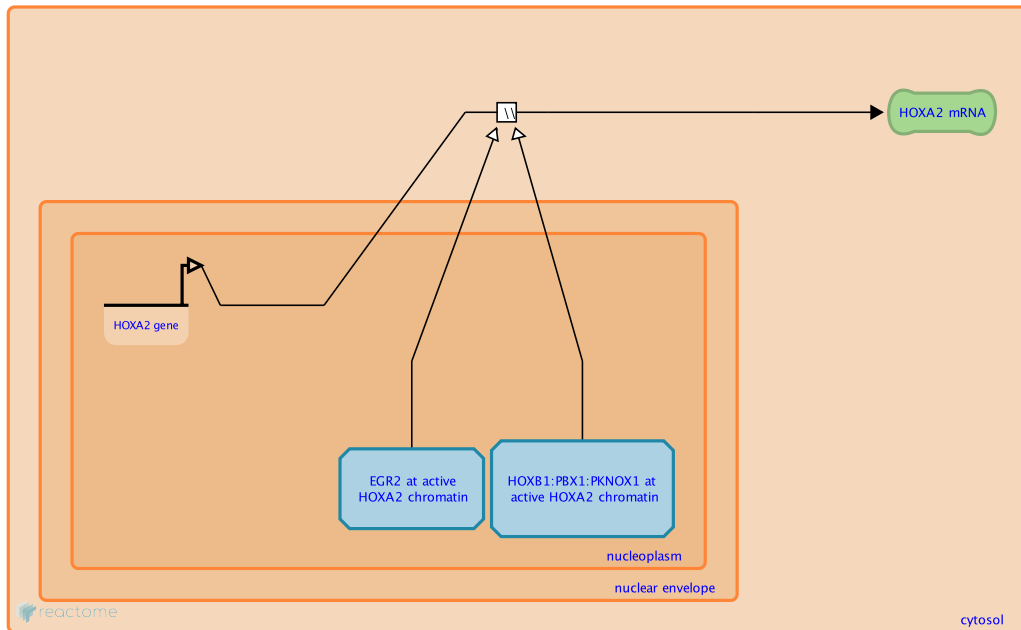 \\
HOXA2 mRNA
HOXA2 gene
EGR2 at active
HOXA2 chromatin
HOXB1:PBX1:PKNOX1 at
active HOXA2 chromatin
nucleoplasm
nuclear envelope
reactome
cytosol